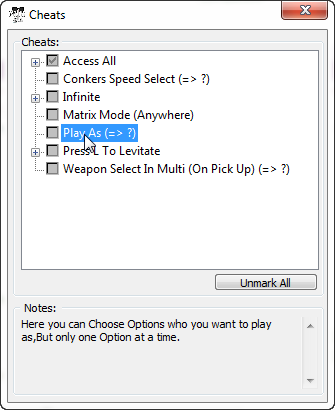 Cheats
Cheats:
Access All
Conkers Speed Select (=> ?)
Infinite
Matrix Mode (Anywhere)
Play As (=> ?)
Press L To Levitate
Weapon Select In Multi (On Pick Up) (=> ?)
Unmark All
Notes:
Here you can Choose Options who you want to play
as,But only one Option at a time.